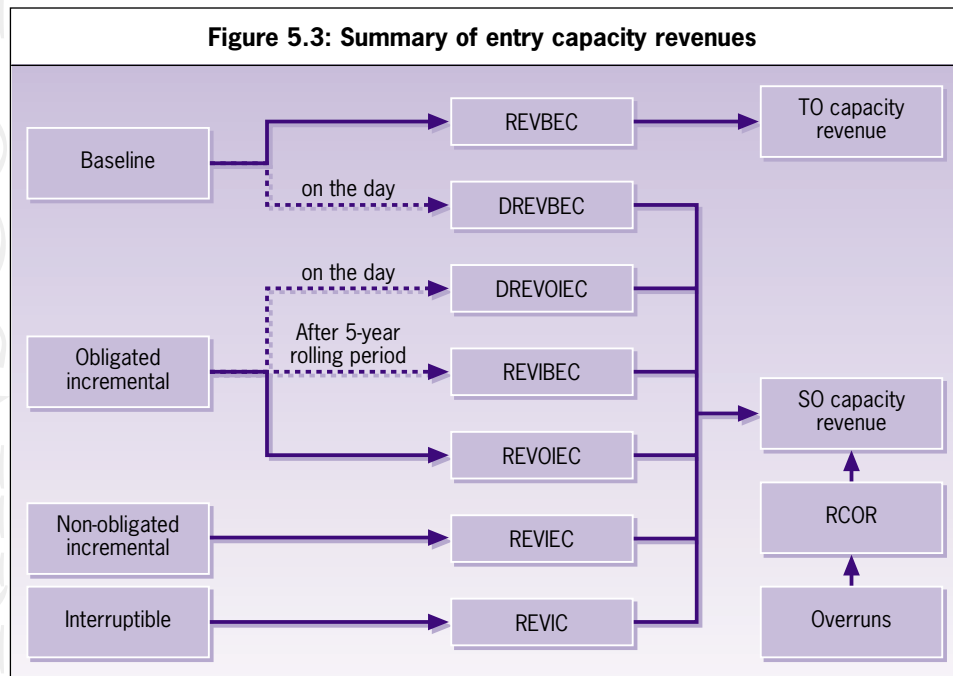 Figure 5.3: Summary of entry capacity revenues
Baseline
on the day
REVBEC
TO capacity
revenue
DREVBEC
on the day
DREVOIEC
After 5-year
rolling period
Obligated
incremental
REVIBEC
SO capacity
revenue
REVOIEC
Non-obligated
incremental
REVIEC
RCOR
Interruptible
REVIC
Overruns